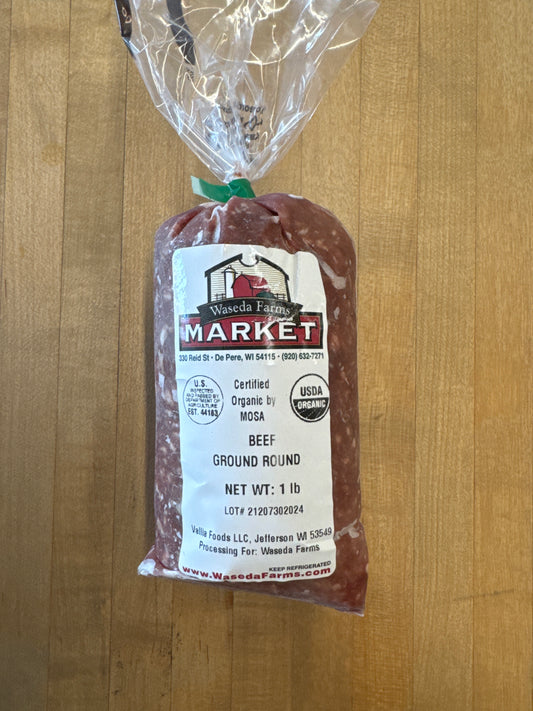 Waseda Farms
MARKET
330 Reid St • De Pere, WI 54115 • (920) 632-7271
U.S.
INSPECTED
AND PASSED BY
DEPARTMENT OF
AGRICULTURE
EST. 44183
Certified
Organic by
MOSA
USDA
ORGANIC
BEEF
GROUND ROUND
NET WT: 1 lb
LOT# 21207302024
Vallia Foods LLC, Jefferson WI 53549
Processing For: Waseda Farms
KEEP REFRIGERATED
www.WasedaFarms.com